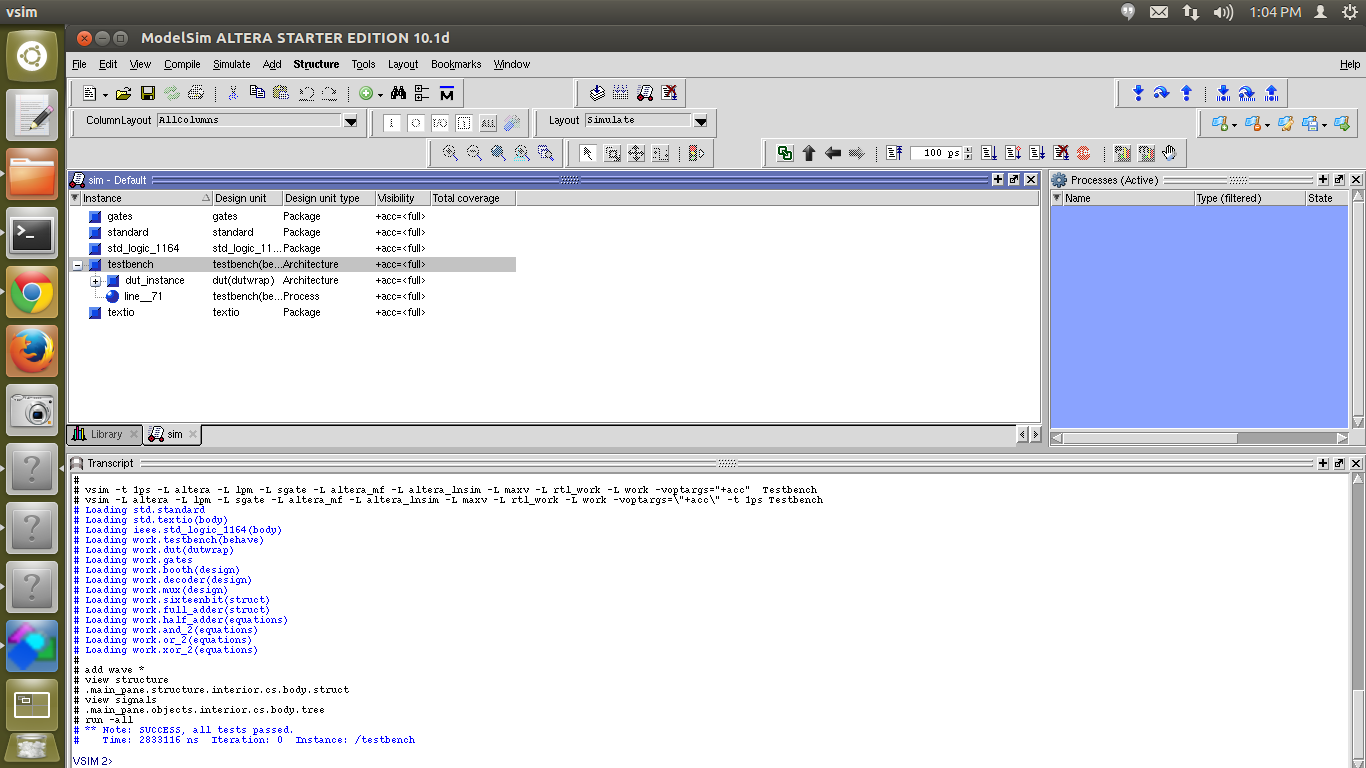 vsim
1:04 PM
ModelSim ALTERA STARTER EDITION 10.1d
File Edit View Compile Simulate Add Structure Tools Layout Bookmarks Window Help
ColumnLayout AllColumns
Layout Simulate
100 ps
sim - Default
Processes (Active)
Instance Design unit Design unit type Visibility Total coverage
Name Type (filtered) State
gates gates Package +acc=<full>
standard standard Package +acc=<full>
std_logic_1164 std_logic_11... Package +acc=<full>
testbench testbench(be... Architecture +acc=<full>
dut_instance dut(dutwrap) Architecture +acc=<full>
line__71 testbench(be... Process +acc=<full>
textio textio Package +acc=<full>
Library sim
Transcript
#
# vsim -t 1ps -L altera -L lpm -L sgate -L altera_mf -L altera_lnsim -L maxv -L rtl_work -L work -voptargs="+acc"  Testbench
# vsim -L altera -L lpm -L sgate -L altera_mf -L altera_lnsim -L maxv -L rtl_work -L work -voptargs=\"+acc\" -t 1ps Testbench
# Loading std.standard
# Loading std.textio(body)
# Loading ieee.std_logic_1164(body)
# Loading work.testbench(behave)
# Loading work.dut(dutwrap)
# Loading work.gates
# Loading work.booth(design)
# Loading work.decoder(design)
# Loading work.mux(design)
# Loading work.sixteenbit(struct)
# Loading work.full_adder(struct)
# Loading work.half_adder(equations)
# Loading work.and_2(equations)
# Loading work.or_2(equations)
# Loading work.xor_2(equations)
#
# add wave *
# view structure
# .main_pane.structure.interior.cs.body.struct
# view signals
# .main_pane.objects.interior.cs.body.tree
# run -all
# ** Note: SUCCESS, all tests passed.
#    Time: 2833116 ns  Iteration: 0  Instance: /testbench
VSIM 2>